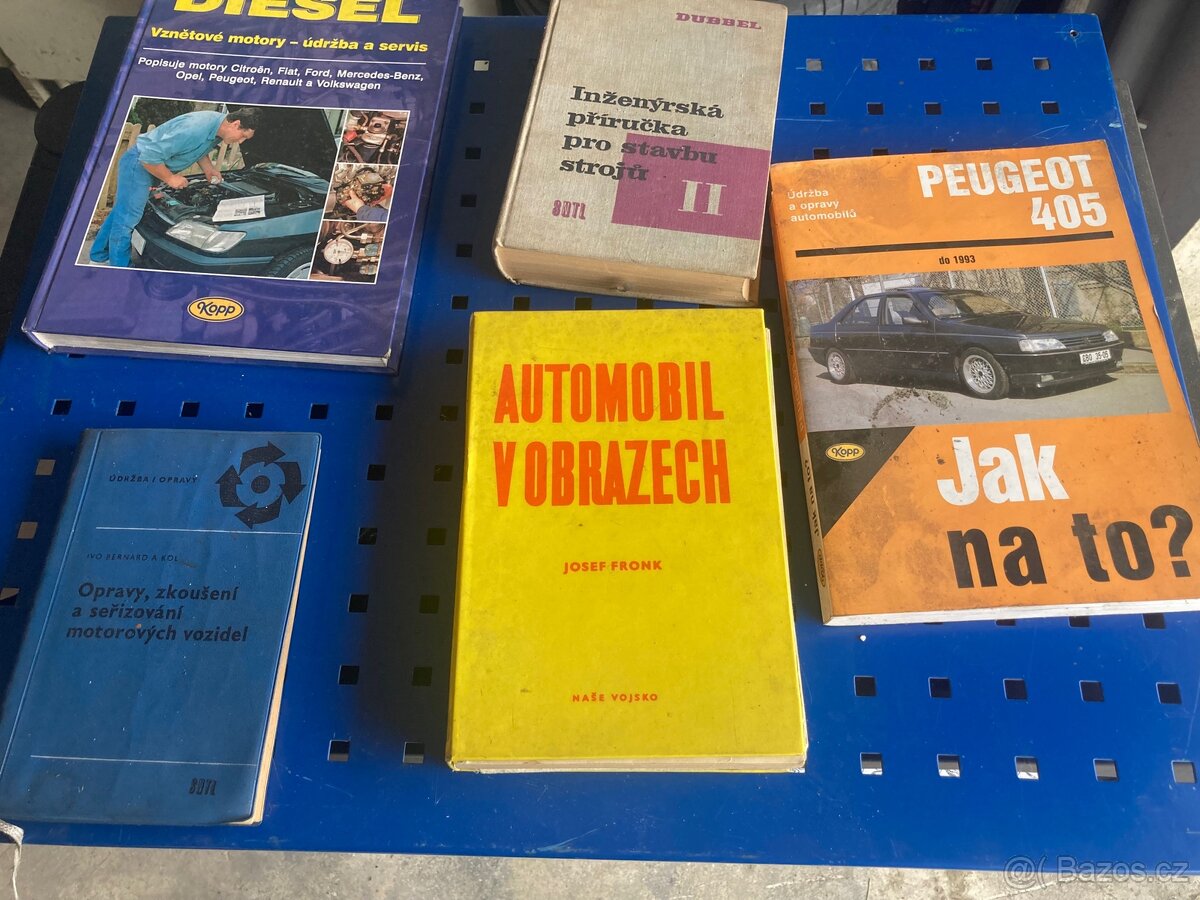 DIESEL
Vznětové motory – údržba a servis
Popisuje motory Citroën, Fiat, Ford, Mercedes-Benz,
Opel, Peugeot, Renault a Volkswagen
Kopp
DUBBEL
Inženýrská
příručka
pro stavbu
strojů
II
SNTL
PEUGEOT
405
Údržba
a opravy
automobilů
do 1993
Kopp
Jak
na to?
ÚDRŽBA / OPRAVY
IVO BERNARD A KOL.
Opravy, zkoušení
a seřizování
motorových vozidel
SNTL
AUTOMOBIL
V OBRAZECH
JOSEF FRONK
NAŠE VOJSKO
@( Bazos.cz